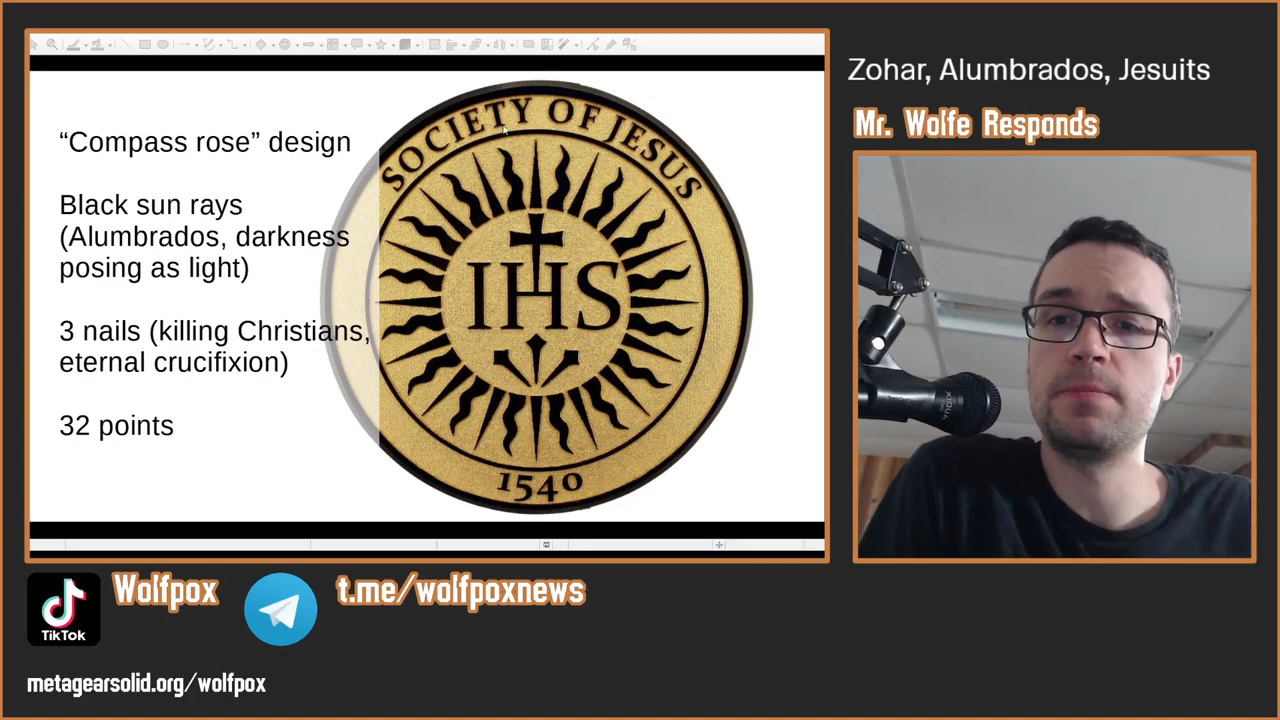 Zohar, Alumbrados, Jesuits
Mr. Wolfe Responds
“Compass rose” design
Black sun rays
(Alumbrados, darkness
posing as light)
3 nails (killing Christians,
eternal crucifixion)
32 points
SOCIETY OF JESUS
IHS
1540
TikTok
Wolfpox
t.me/wolfpoxnews
metagearsolid.org/wolfpox